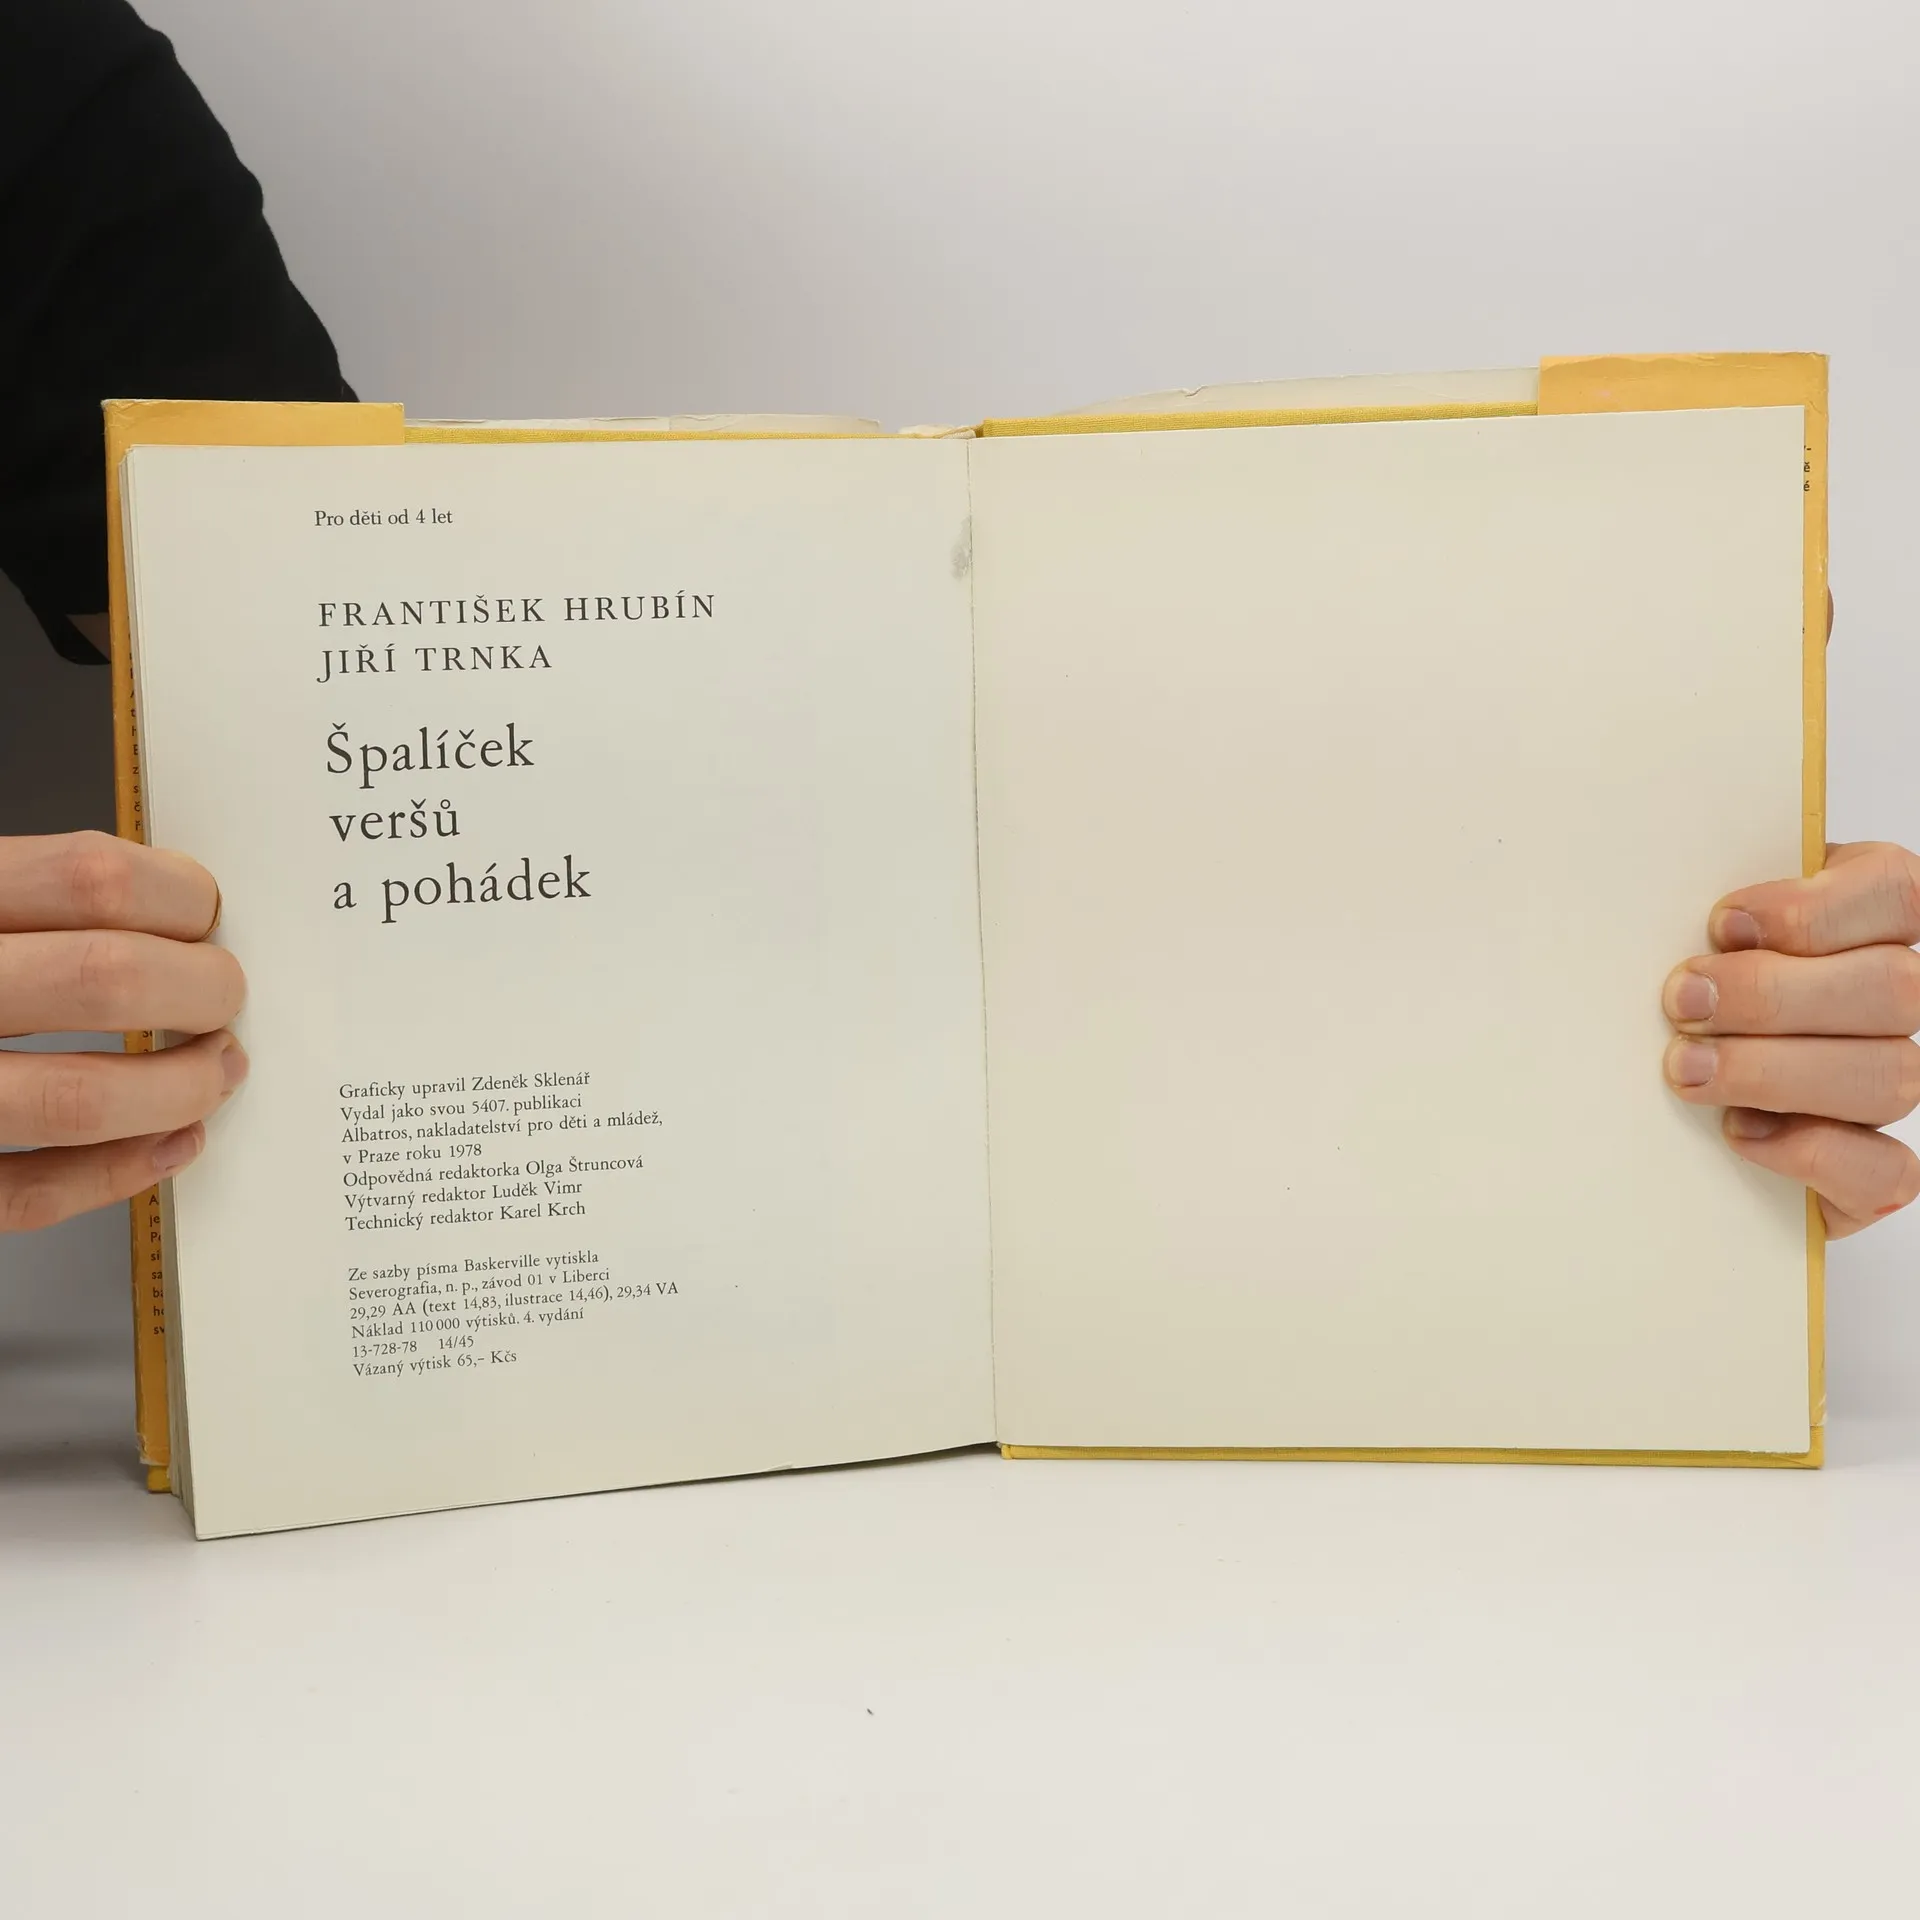 Pro děti od 4 let
FRANTIŠEK HRUBÍN
JIŘÍ TRNKA
Špalíček
veršů
a pohádek
Graficky upravil Zdeněk Sklenář
Vydal jako svou 5407. publikaci
Albatros, nakladatelství pro děti a mládež,
v Praze roku 1978
Odpovědná redaktorka Olga Štruncová
Výtvarný redaktor Luděk Vimr
Technický redaktor Karel Krch
Ze sazby písma Baskerville vytiskla
Severografia, n. p., závod 01 v Liberci
29,29 AA (text 14,83, ilustrace 14,46), 29,34 VA
Náklad 110 000 výtisků. 4. vydání
13-728-78 14/45
Vázaný výtisk 65,– Kčs